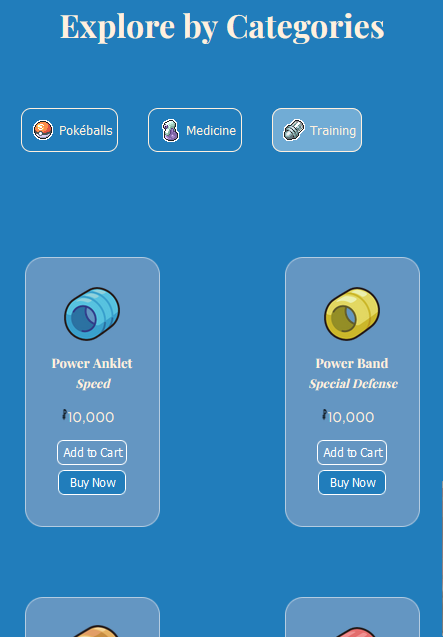 Explore by Categories
Pokéballs
Medicine
Training
Power Anklet
Speed
10,000
Add to Cart
Buy Now
Power Band
Special Defense
10,000
Add to Cart
Buy Now